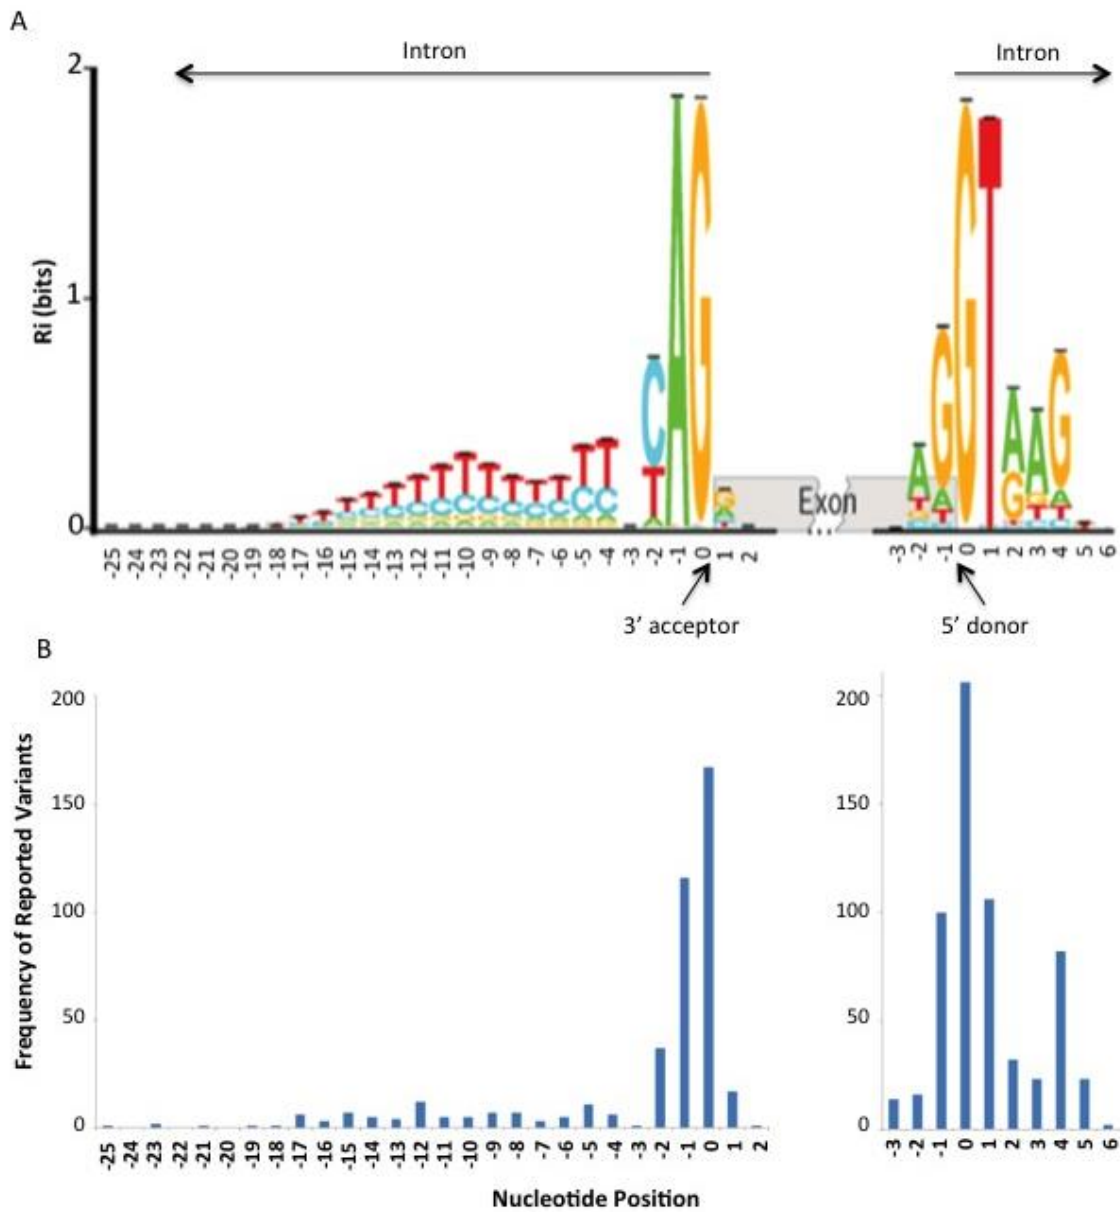 A
Intron
Intron
2
1
0
Ri (bits)
C A G
G G T A A G
Exon
-25 -24 -23 -22 -21 -20 -19 -18 -17 -16 -15 -14 -13 -12 -11 -10 -9 -8 -7 -6 -5 -4 -3 -2 -1 0 1 2
-3 -2 -1 0 1 2 3 4 5 6
3' acceptor
5' donor
B
200
150
100
50
0
Frequency of Reported Variants
200
150
100
50
0
-25 -24 -23 -22 -21 -20 -19 -18 -17 -16 -15 -14 -13 -12 -11 -10 -9 -8 -7 -6 -5 -4 -3 -2 -1 0 1 2
-3 -2 -1 0 1 2 3 4 5 6
Nucleotide Position